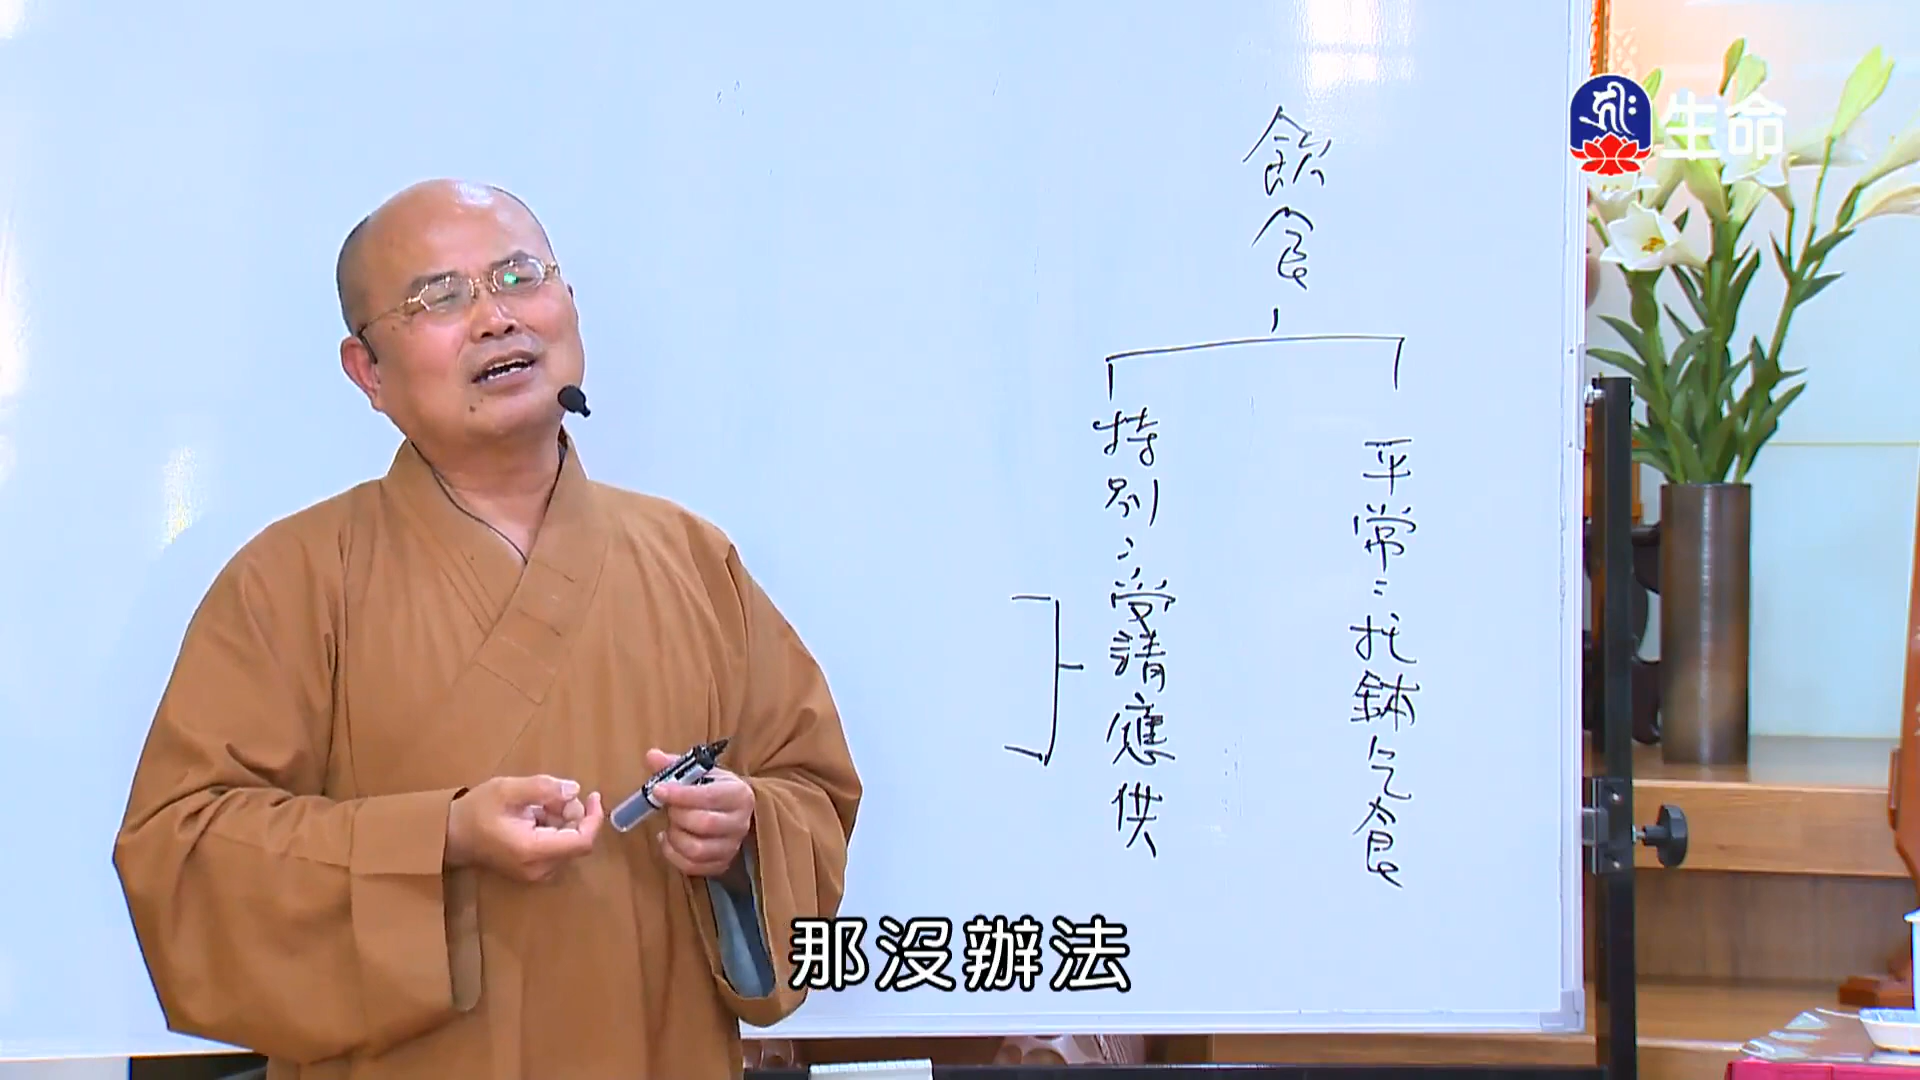 生命
飲食
平常：托鉢乞食
特別：受請應供
那沒辦法